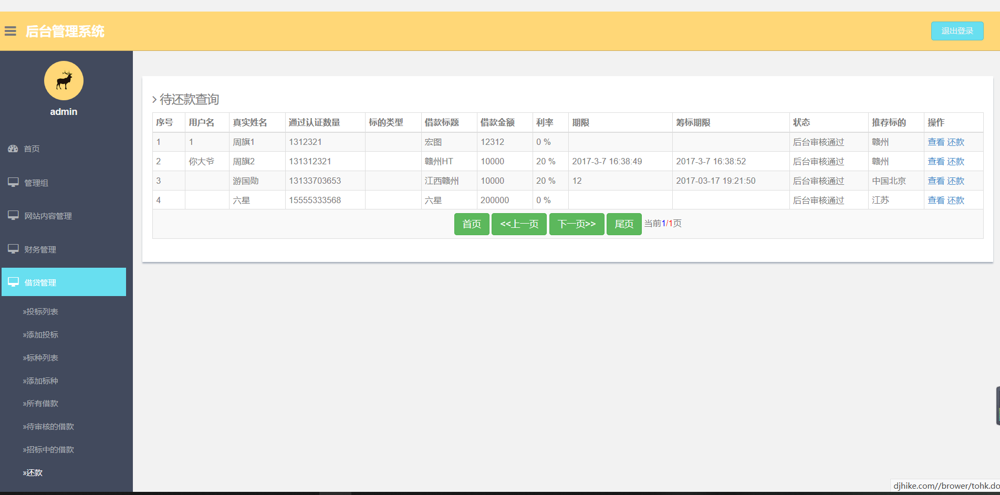 后台管理系统
退出登录
admin
首页
管理组
网站内容管理
财务管理
借贷管理
»投标列表
»添加投标
»标种列表
»添加标种
»所有借款
»待审核的借款
»招标中的借款
»还款
待还款查询
序号 用户名 真实姓名 通过认证数量 标的类型 借款标题 借款金额 利率 期限 筹标期限 状态 推荐标的 操作
1 1 周旗1 1312321 宏图 12312 0 % 后台审核通过 赣州 查看 还款
2 你大爷 周旗2 131312321 赣州HT 10000 20 % 2017-3-7 16:38:49 2017-3-7 16:38:52 后台审核通过 赣州 查看 还款
3 游国勋 13133703653 江西赣州 10000 20 % 12 2017-03-17 19:21:50 后台审核通过 中国北京 查看 还款
4 六星 15555333568 六星 200000 0 % 后台审核通过 江苏 查看 还款
首页 <<上一页 下一页>> 尾页 当前1/1页
djhike.com//brower/tohk.do